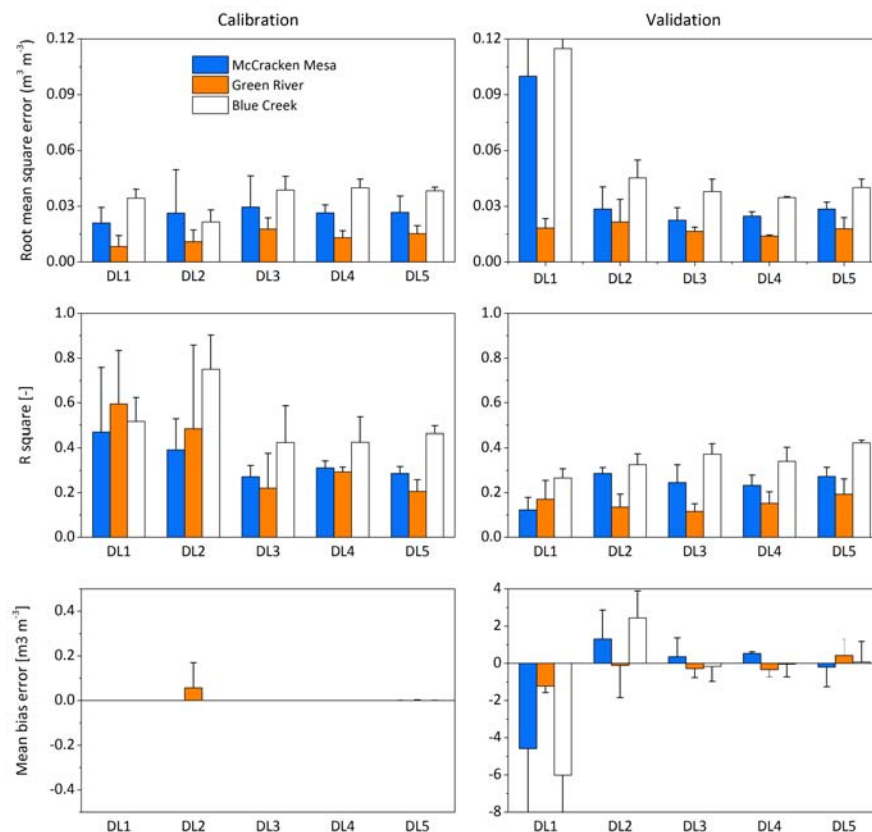 Calibration
Validation
Root mean square error (m³ m⁻³)
0.12
0.09
0.06
0.03
0.00
McCracken Mesa
Green River
Blue Creek
DL1 DL2 DL3 DL4 DL5
0.12
0.09
0.06
0.03
0.00
DL1 DL2 DL3 DL4 DL5
R square [-]
1.0
0.8
0.6
0.4
0.2
0.0
DL1 DL2 DL3 DL4 DL5
1.0
0.8
0.6
0.4
0.2
0.0
DL1 DL2 DL3 DL4 DL5
Mean bias error [m3 m⁻³]
0.4
0.2
0.0
-0.2
-0.4
DL1 DL2 DL3 DL4 DL5
4
2
0
-2
-4
-6
-8
DL1 DL2 DL3 DL4 DL5